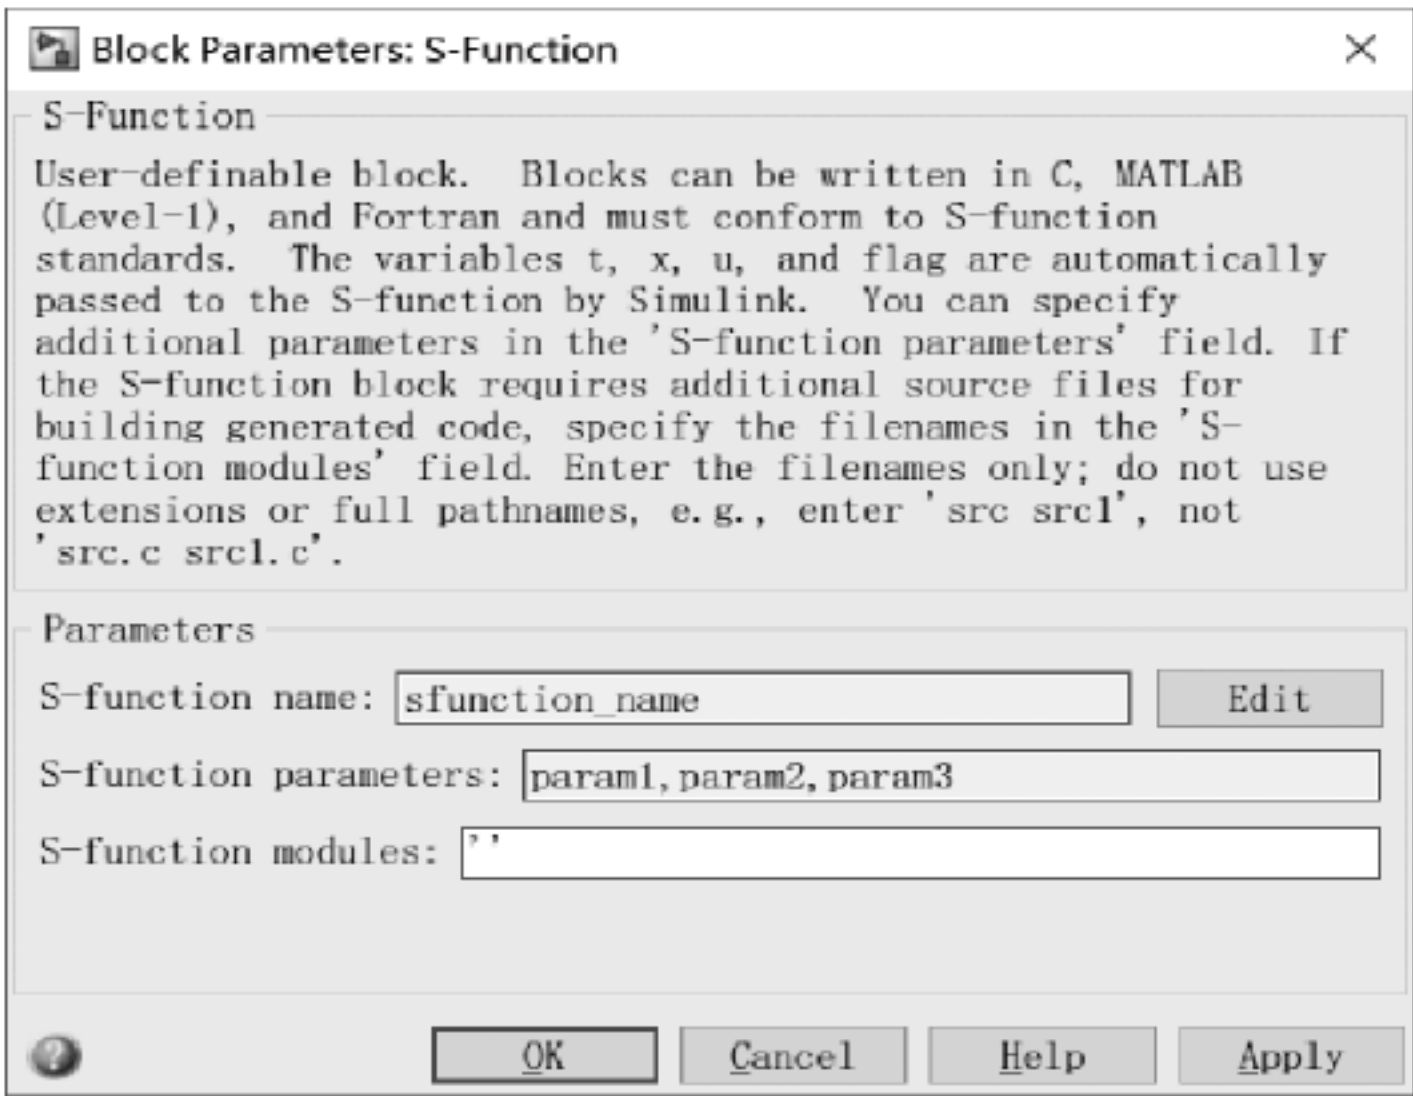 Block Parameters: S-Function
S-Function
User-definable block.  Blocks can be written in C, MATLAB
(Level-1), and Fortran and must conform to S-function
standards.  The variables t, x, u, and flag are automatically
passed to the S-function by Simulink.  You can specify
additional parameters in the 'S-function parameters' field. If
the S-function block requires additional source files for
building generated code, specify the filenames in the 'S-
function modules' field. Enter the filenames only; do not use
extensions or full pathnames, e.g., enter 'src src1', not
'src.c src1.c'.
Parameters
S-function name: sfunction_name Edit
S-function parameters: param1,param2,param3
S-function modules: ''
OK Cancel Help Apply